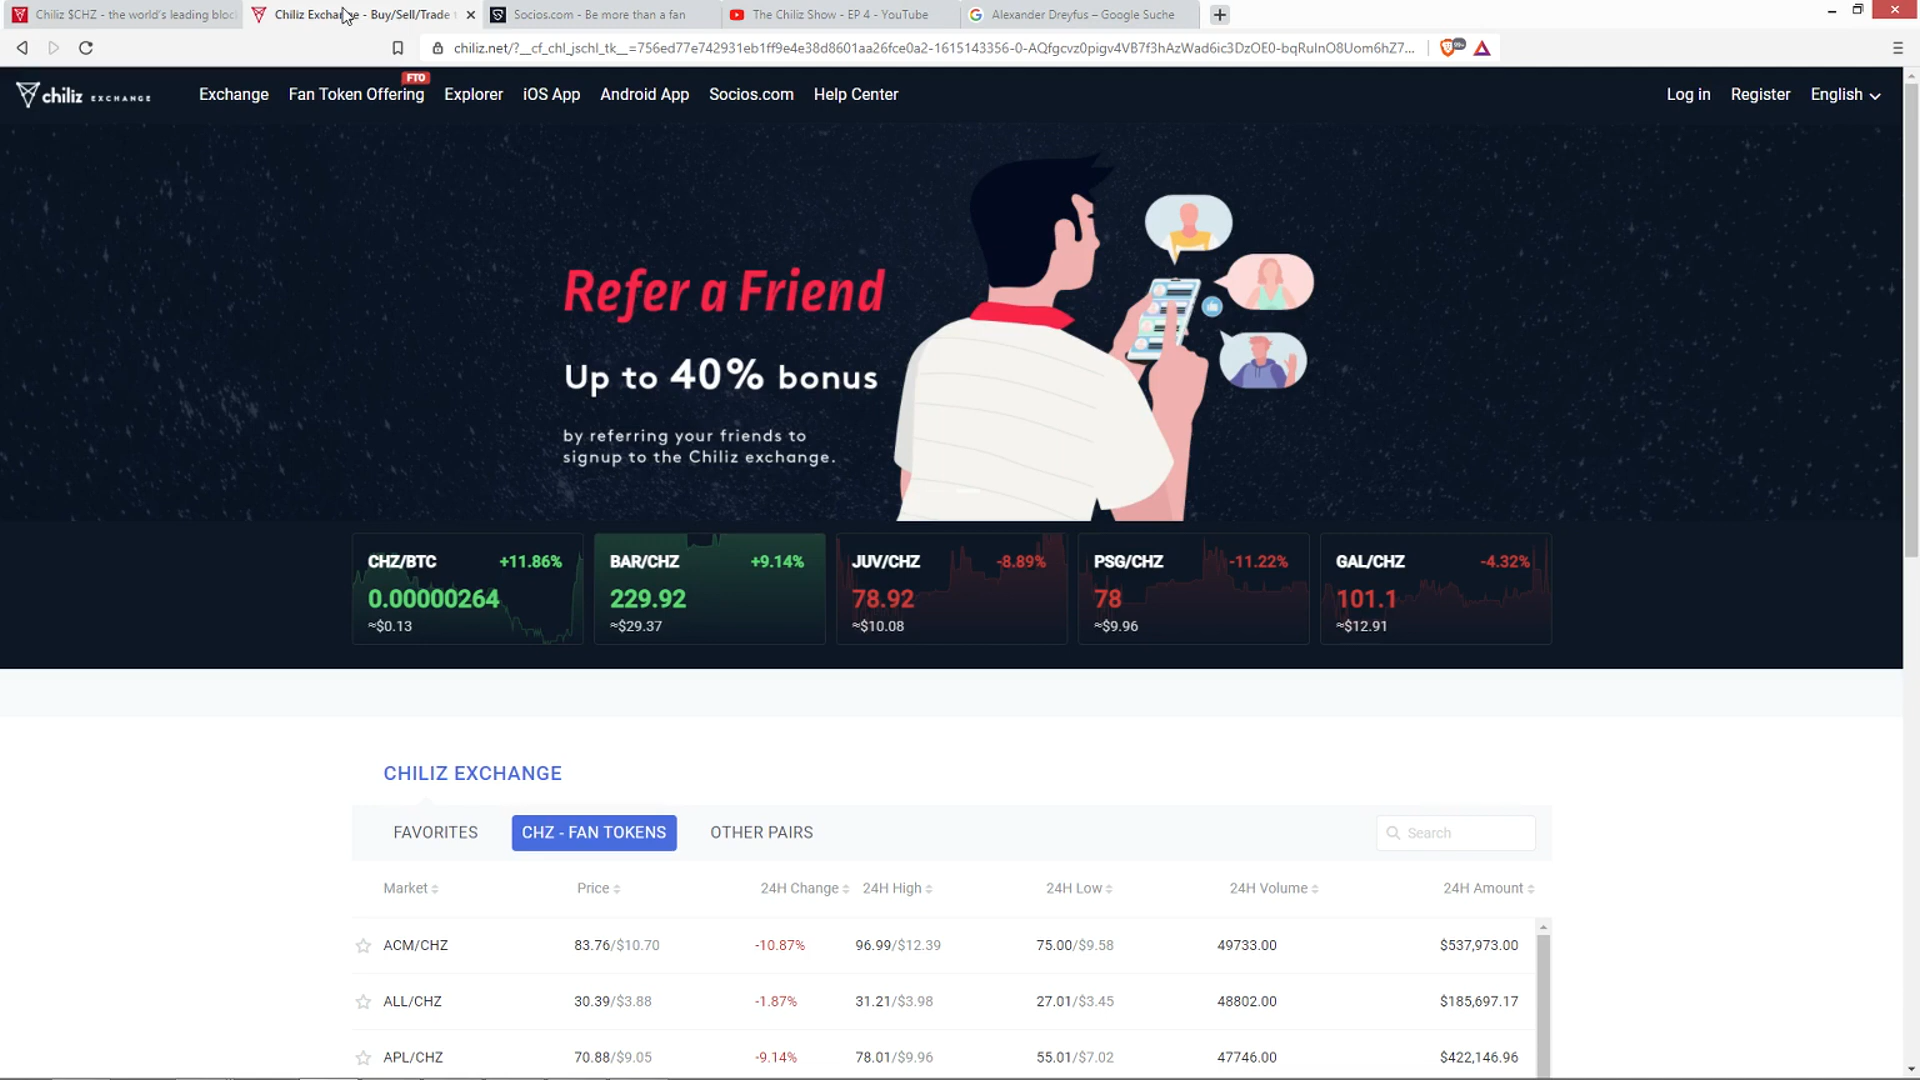 Chiliz $CHZ - the world's leading bloc
Chiliz Exchange - Buy/Sell/Trade
Socios.com - Be more than a fan
The Chiliz Show - EP 4 - YouTube
Alexander Dreyfus – Google Suche
chiliz.net/?__cf_chl_jschl_tk__=756ed77e742931eb1ff9e4e38d8601aa26fce0a2-1615143356-0-AQfgcvz0pigv4VB7f3hAzWad6ic3DzOE0-bqRuInO8Uom6hZ7...
99+
chiliz EXCHANGE
Exchange
Fan Token Offering
FTO
Explorer
iOS App
Android App
Socios.com
Help Center
Log in
Register
English
Refer a Friend
Up to 40% bonus
by referring your friends to
signup to the Chiliz exchange.
CHZ/BTC +11.86%
0.00000264
≈$0.13
BAR/CHZ +9.14%
229.92
≈$29.37
JUV/CHZ -8.89%
78.92
≈$10.08
PSG/CHZ -11.22%
78
≈$9.96
GAL/CHZ -4.32%
101.1
≈$12.91
CHILIZ EXCHANGE
FAVORITES CHZ - FAN TOKENS OTHER PAIRS Search
Market Price 24H Change 24H High 24H Low 24H Volume 24H Amount
ACM/CHZ 83.76/$10.70 -10.87% 96.99/$12.39 75.00/$9.58 49733.00 $537,973.00
ALL/CHZ 30.39/$3.88 -1.87% 31.21/$3.98 27.01/$3.45 48802.00 $185,697.17
APL/CHZ 70.88/$9.05 -9.14% 78.01/$9.96 55.01/$7.02 47746.00 $422,146.96